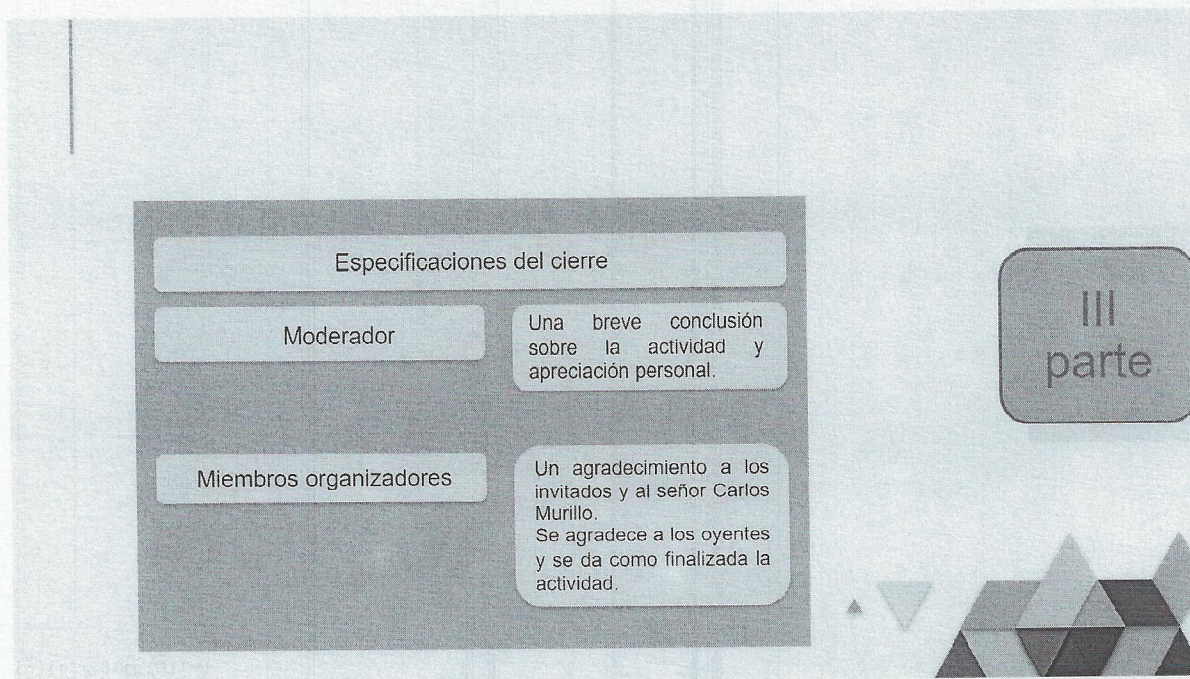 Especificaciones del cierre
Moderador
Una breve conclusión
sobre la actividad y
apreciación personal.
Miembros organizadores
Un agradecimiento a los
invitados y al señor Carlos
Murillo.
Se agradece a los oyentes
y se da como finalizada la
actividad.
III
parte